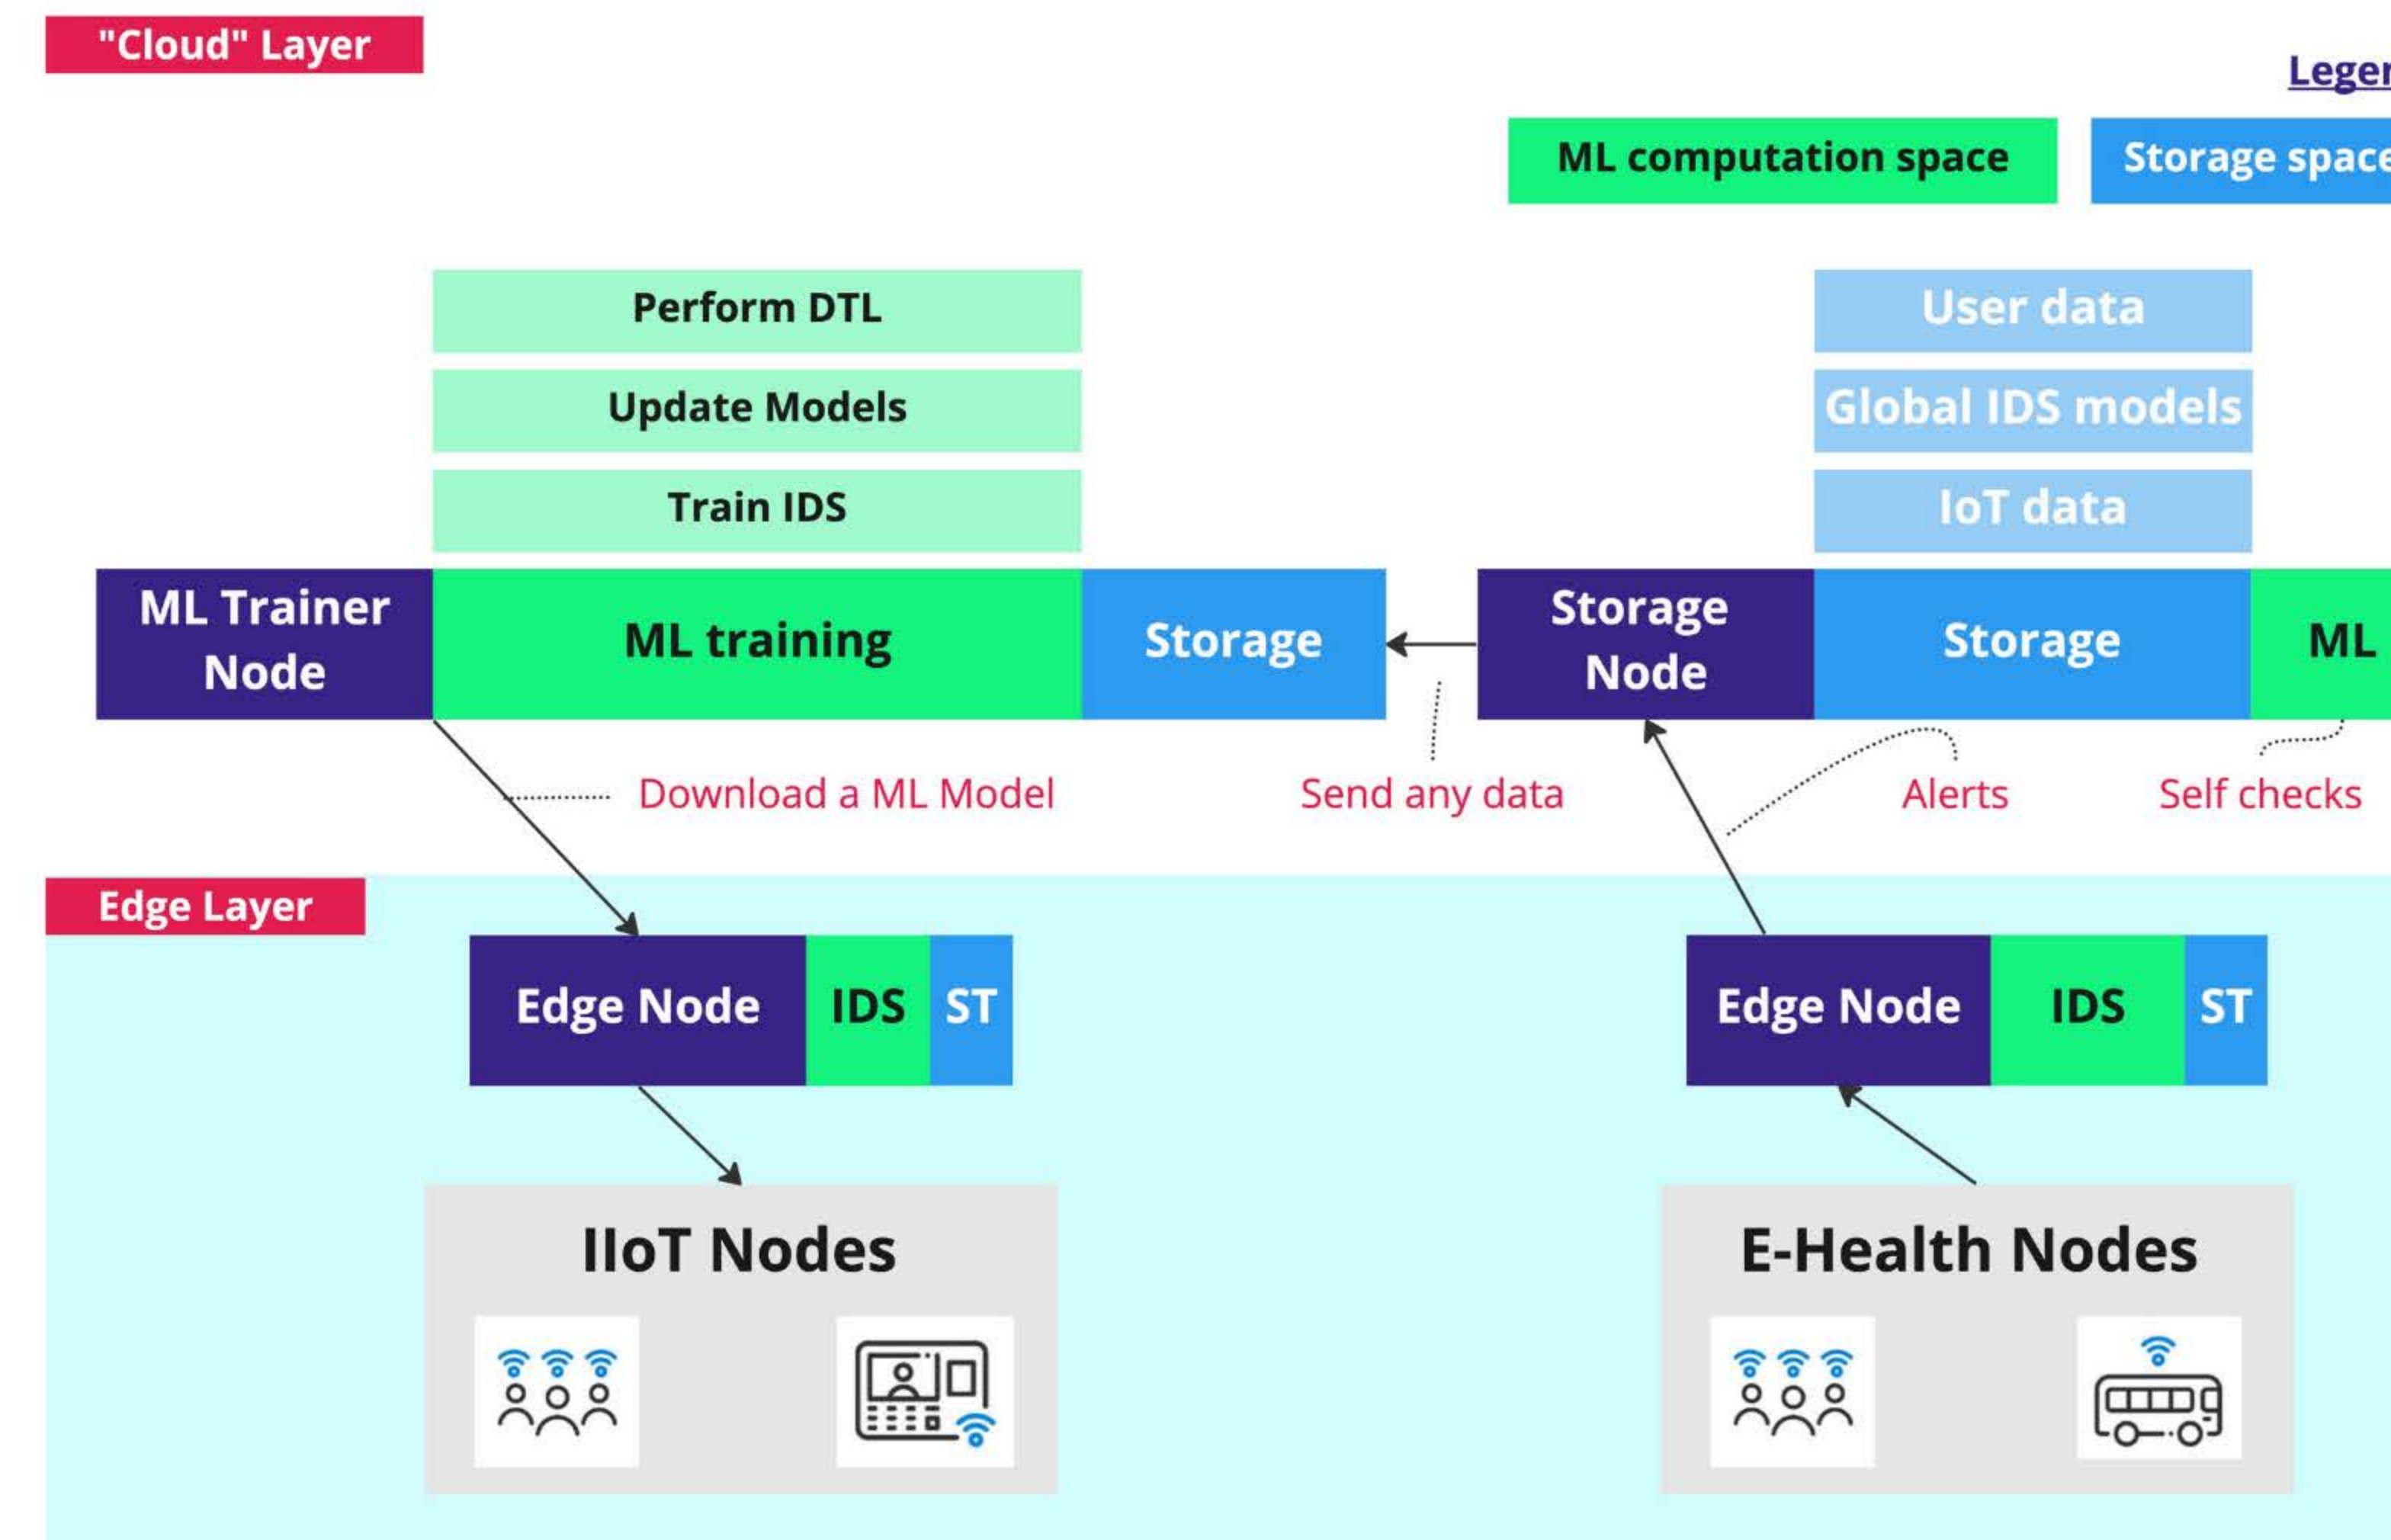 "Cloud" Layer
ML computation space
Storage space
Perform DTL
Update Models
Train IDS
User data
Global IDS models
IoT data
ML Trainer
Node
ML training
Storage
Storage
Node
Storage
ML
Download a ML Model
Send any data
Alerts
Self checks
Edge Layer
Edge Node
IDS
ST
Edge Node
IDS
ST
IIoT Nodes
E-Health Nodes